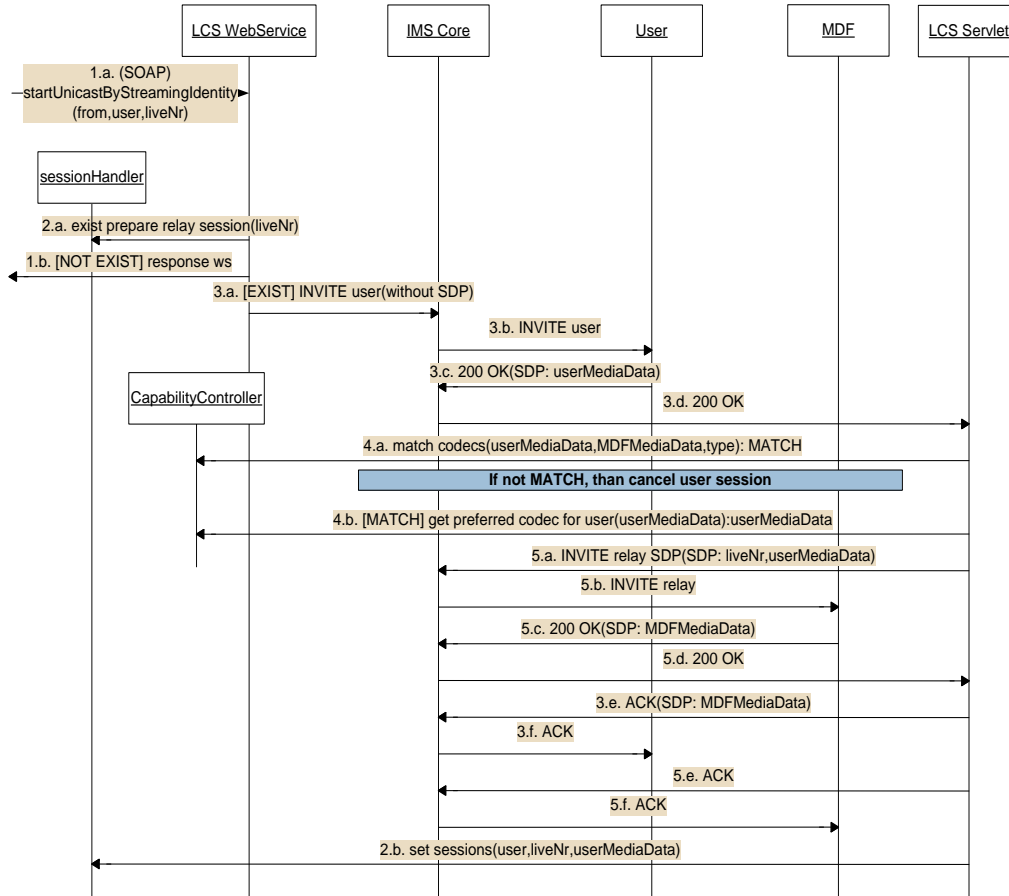 LCS WebService
IMS Core
User
MDF
LCS Servlet
1.a. (SOAP)
startUnicastByStreamingIdentity
(from,user,liveNr)
sessionHandler
2.a. exist prepare relay session(liveNr)
1.b. [NOT EXIST] response ws
3.a. [EXIST] INVITE user(without SDP)
3.b. INVITE user
3.c. 200 OK(SDP: userMediaData)
CapabilityController
3.d. 200 OK
4.a. match codecs(userMediaData,MDFMediaData,type): MATCH
If not MATCH, than cancel user session
4.b. [MATCH] get preferred codec for user(userMediaData):userMediaData
5.a. INVITE relay SDP(SDP: liveNr,userMediaData)
5.b. INVITE relay
5.c. 200 OK(SDP: MDFMediaData)
5.d. 200 OK
3.e. ACK(SDP: MDFMediaData)
3.f. ACK
5.e. ACK
5.f. ACK
2.b. set sessions(user,liveNr,userMediaData)